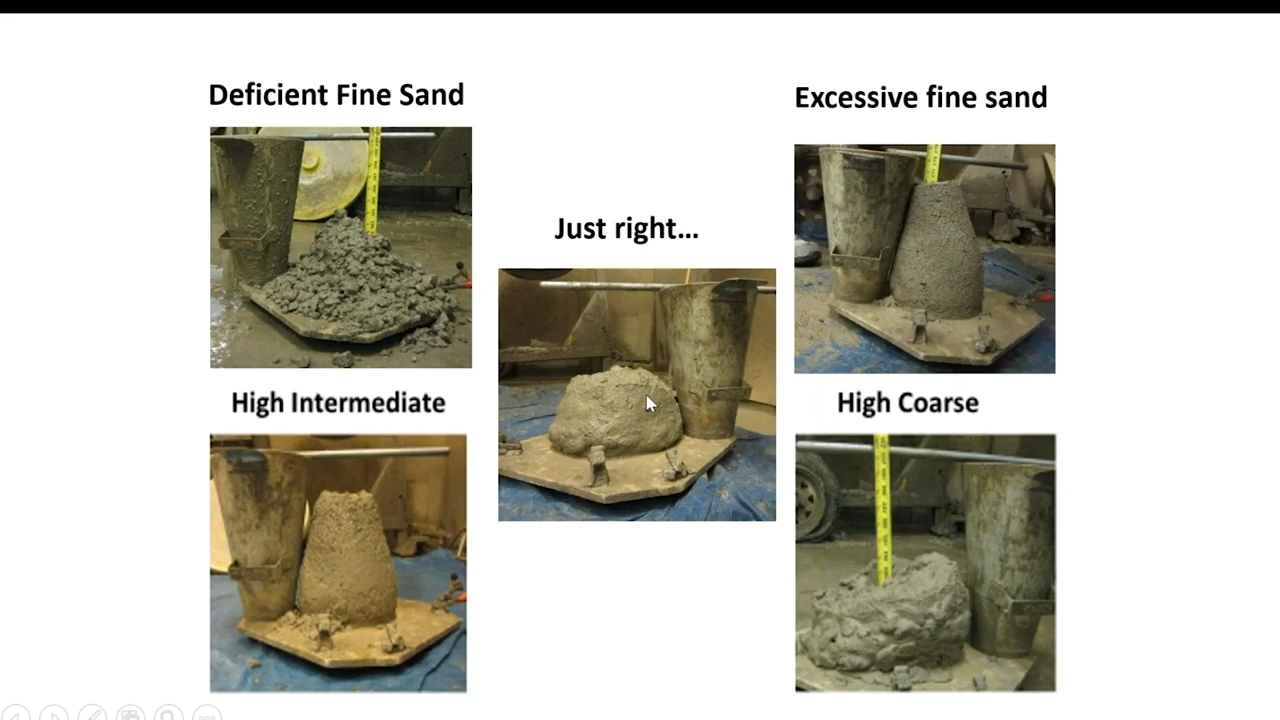 Deficient Fine Sand
Excessive fine sand
Just right...
High Intermediate
High Coarse